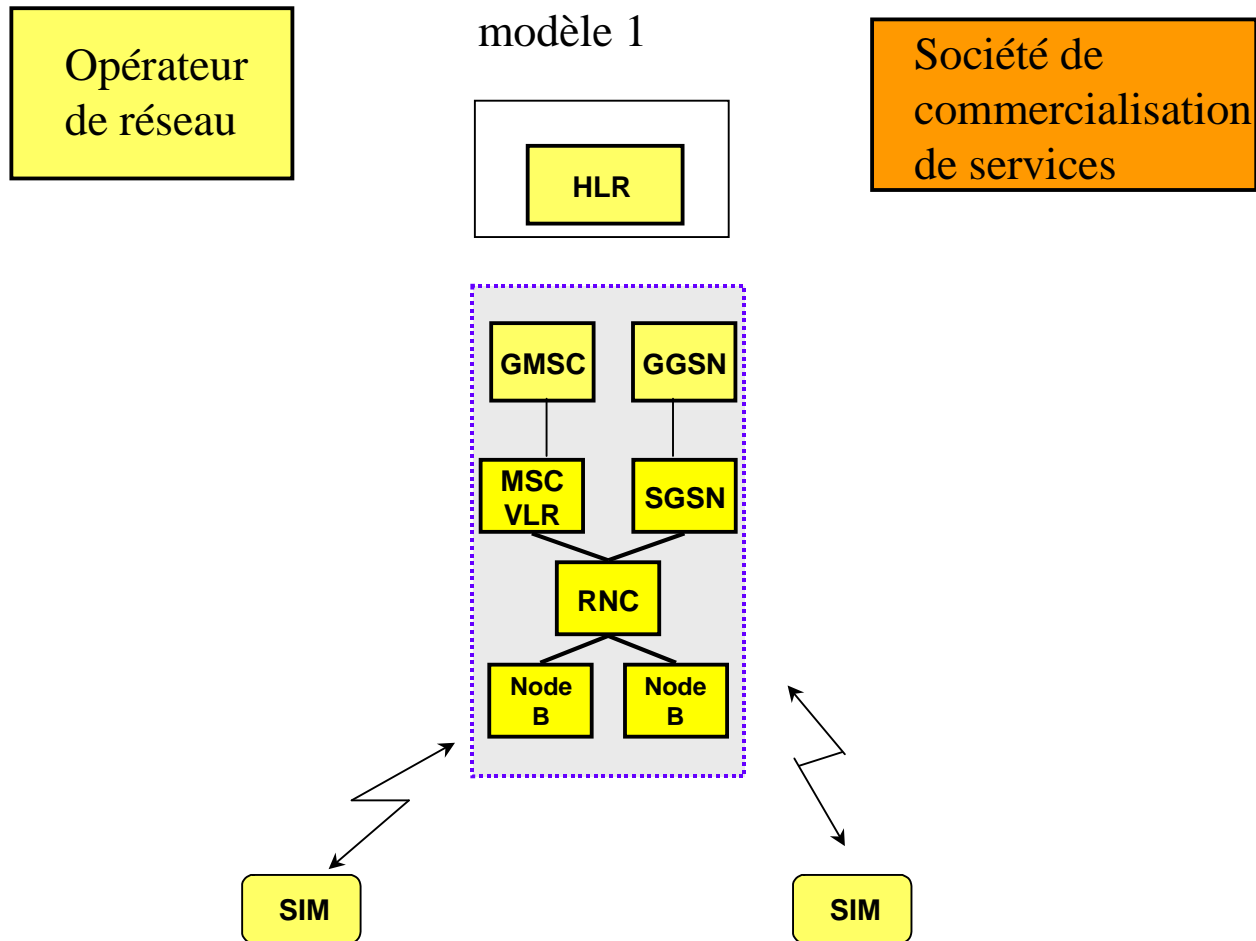 modèle 1
Opérateur
de réseau
Société de
commercialisation
de services
HLR
GMSC
GGSN
MSC
VLR
SGSN
RNC
Node
B
Node
B
SIM
SIM